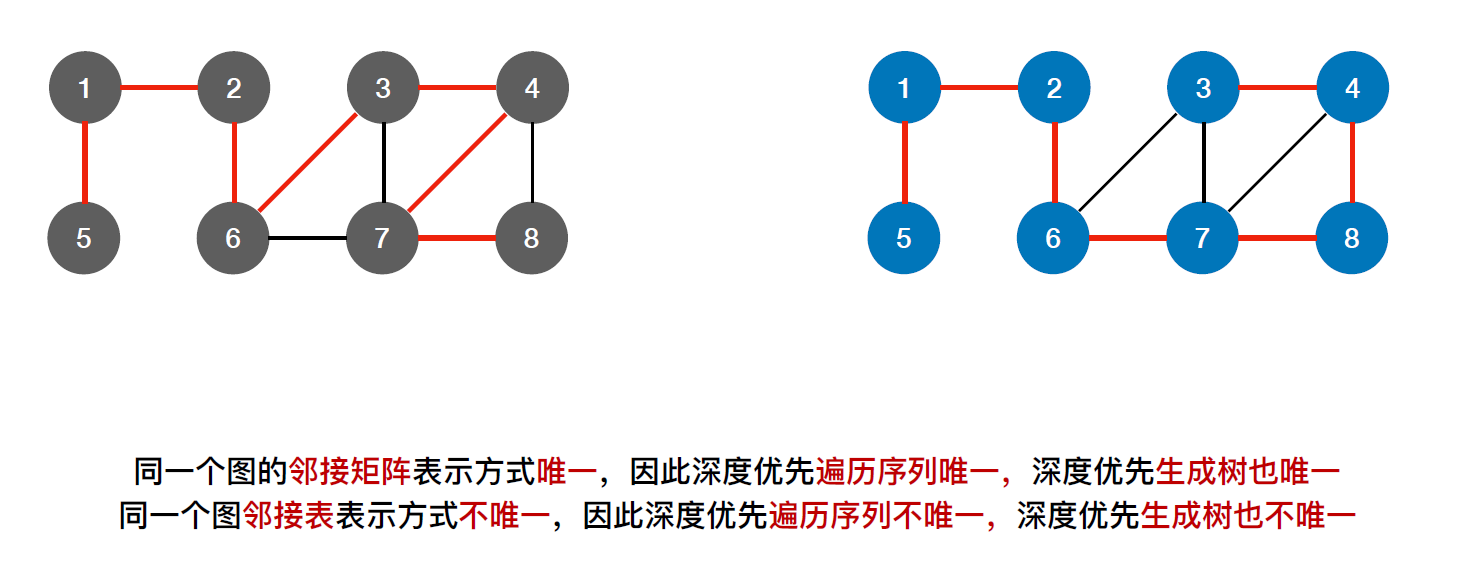 1 2 3 4 1 2 3 4
5 6 7 8 5 6 7 8
同一个图的邻接矩阵表示方式唯一，因此深度优先遍历序列唯一，深度优先生成树也唯一
同一个图邻接表表示方式不唯一，因此深度优先遍历序列不唯一，深度优先生成树也不唯一